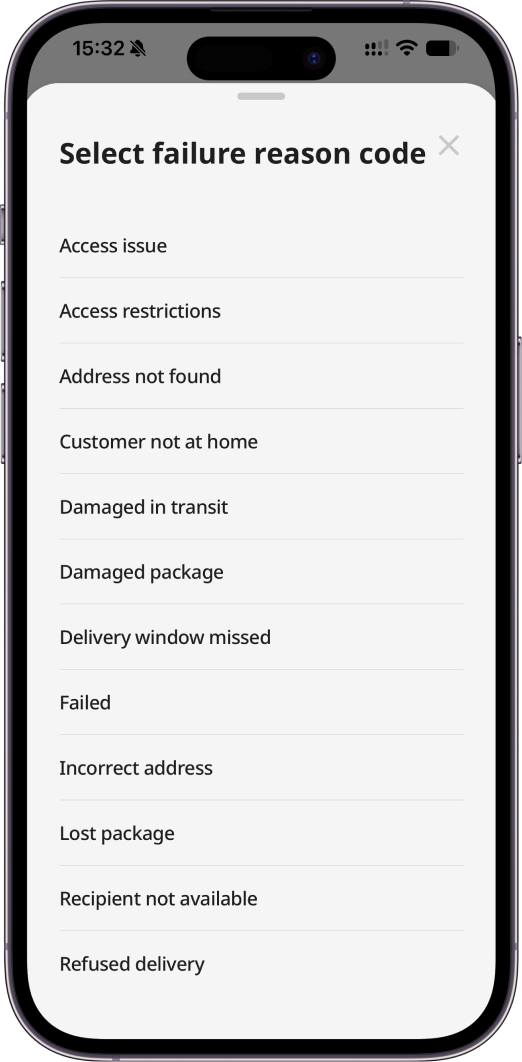 15:32
Select failure reason code
Access issue
Access restrictions
Address not found
Customer not at home
Damaged in transit
Damaged package
Delivery window missed
Failed
Incorrect address
Lost package
Recipient not available
Refused delivery